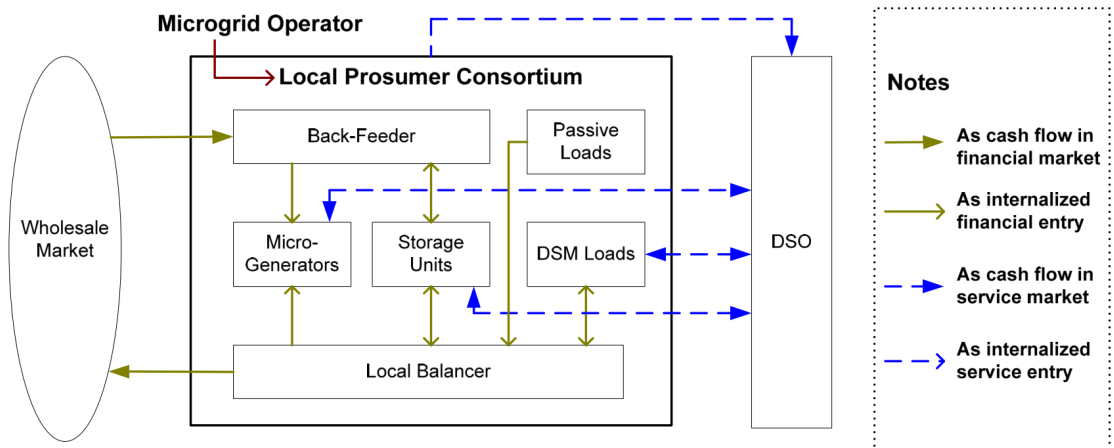 Microgrid Operator
Local Prosumer Consortium
Back-Feeder
Passive
Loads
Wholesale
Market
Micro-
Generators
Storage
Units
DSM Loads
DSO
Local Balancer
Notes
As cash flow in
financial market
As internalized
financial entry
As cash flow in
service market
As internalized
service entry